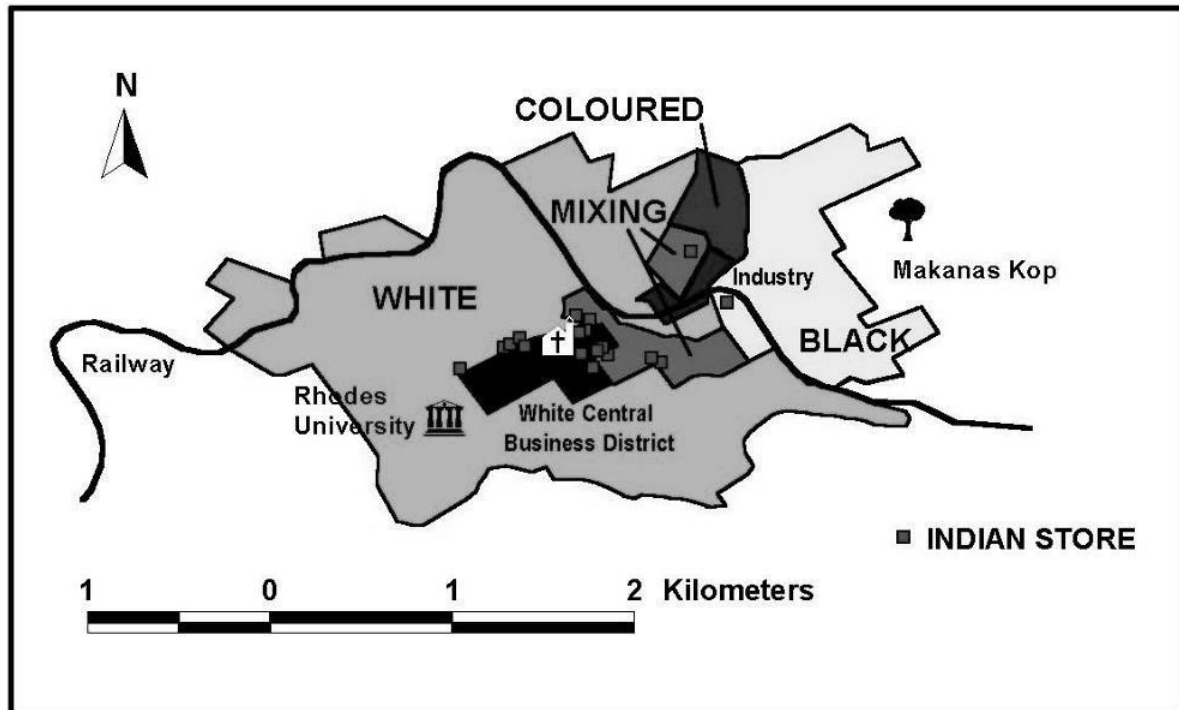 N
COLOURED
MIXING
Makanas Kop
Industry
WHITE
BLACK
Railway
Rhodes
University
White Central
Business District
INDIAN STORE
1 0 1 2 Kilometers